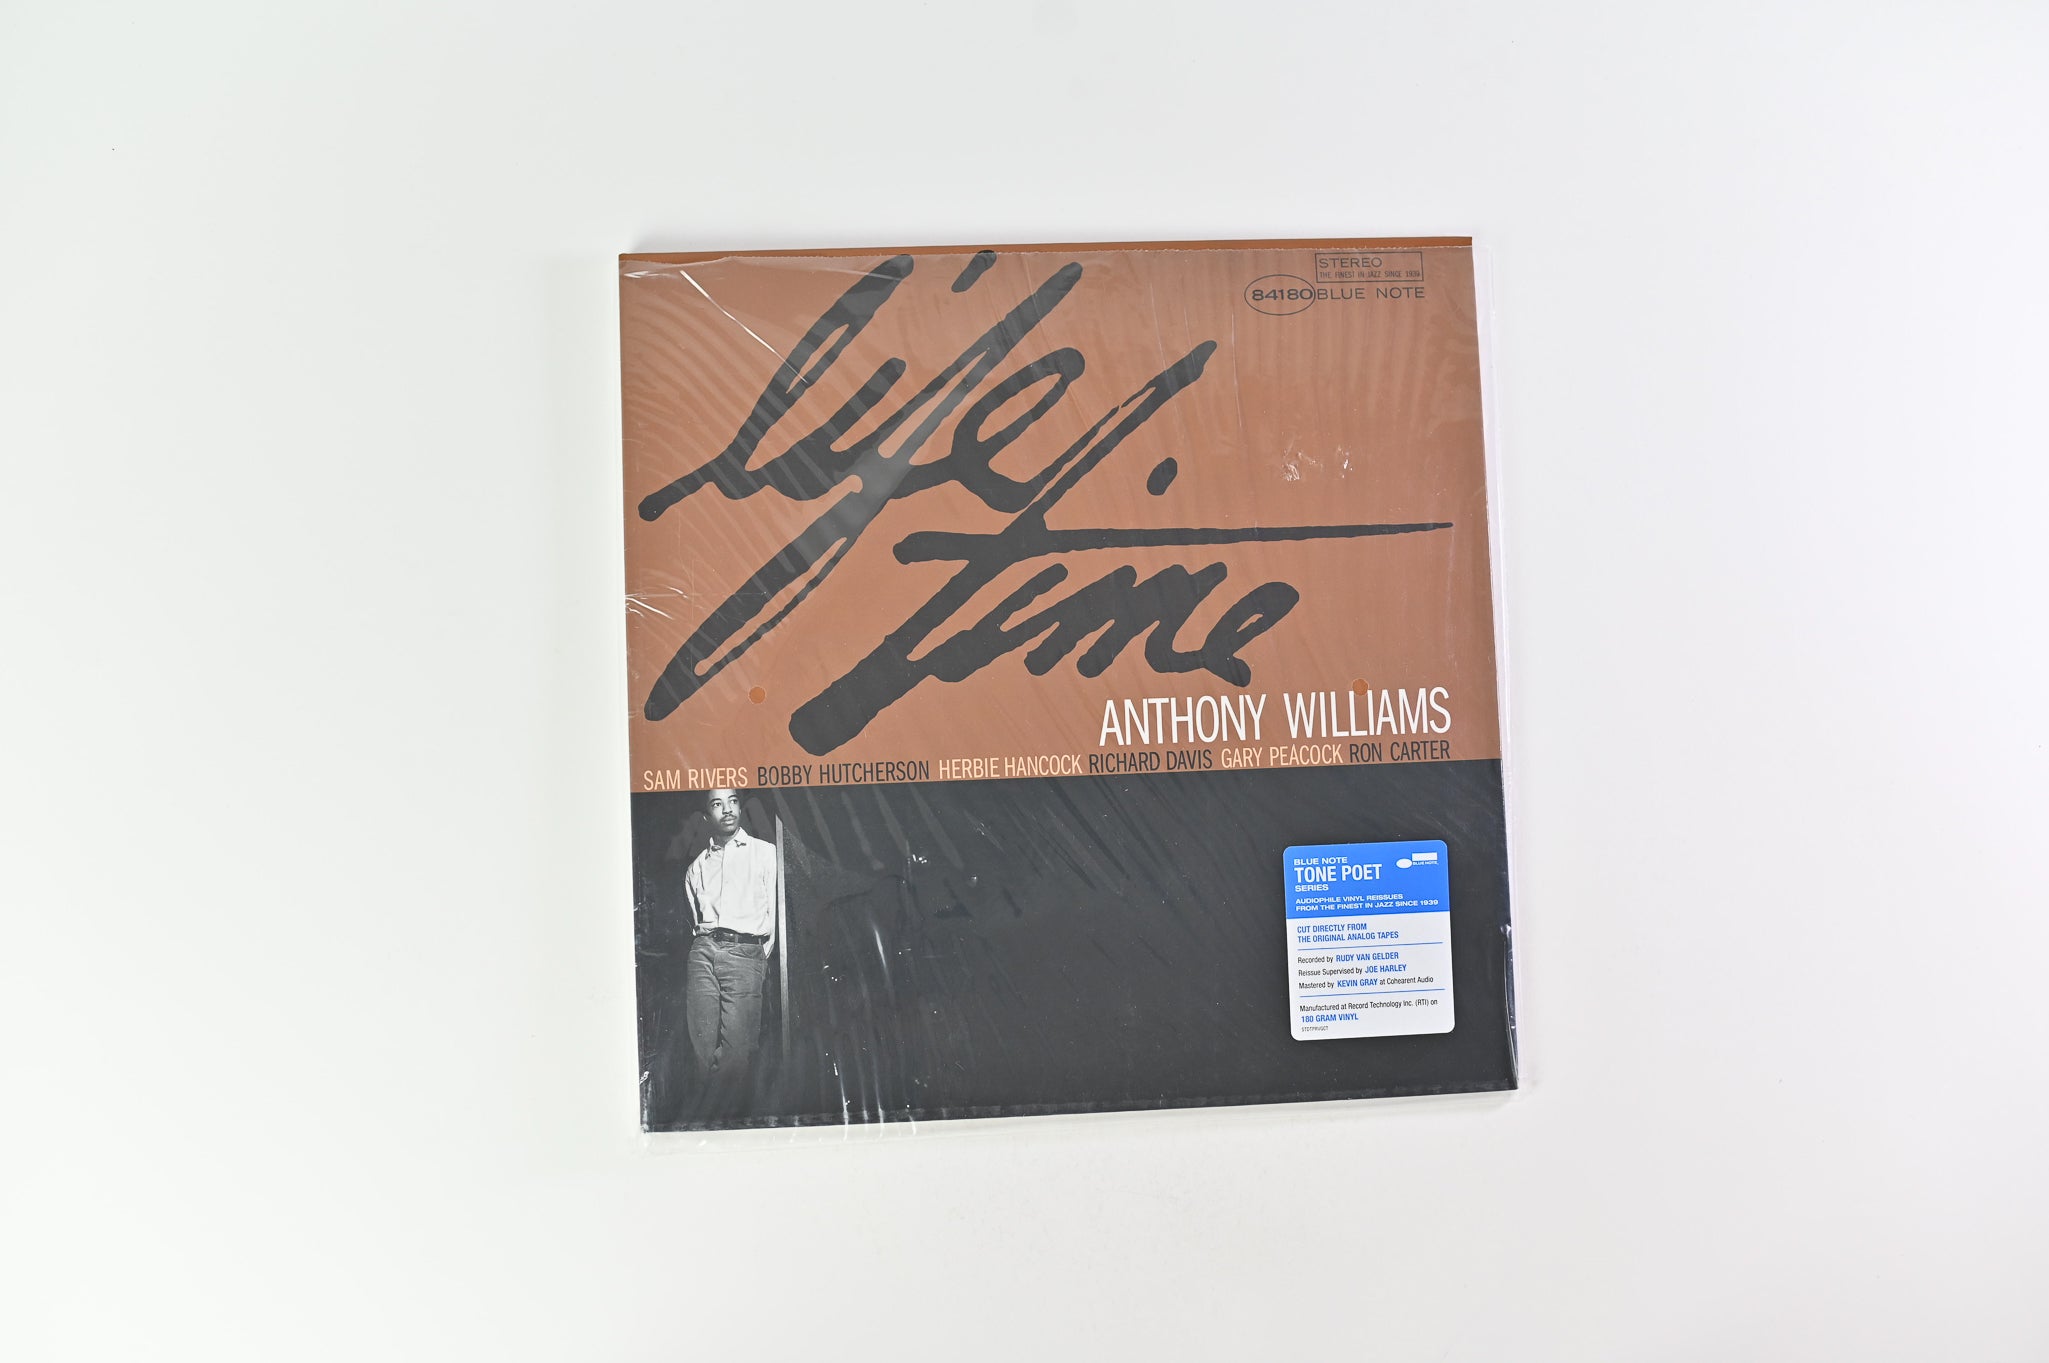 STEREO
THE FINEST IN JAZZ SINCE 1939
84180 BLUE NOTE
life
Time
ANTHONY WILLIAMS
SAM RIVERS BOBBY HUTCHERSON HERBIE HANCOCK RICHARD DAVIS GARY PEACOCK RON CARTER
BLUE NOTE
TONE POET
SERIES
BLUE NOTE
AUDIOPHILE VINYL REISSUES
FROM THE FINEST IN JAZZ SINCE 1939
CUT DIRECTLY FROM
THE ORIGINAL ANALOG TAPES
Recorded by RUDY VAN GELDER
Reissue Supervised by JOE HARLEY
Mastered by KEVIN GRAY at Cohearent Audio
Manufactured at Record Technology Inc. (RTI) on
180 GRAM VINYL